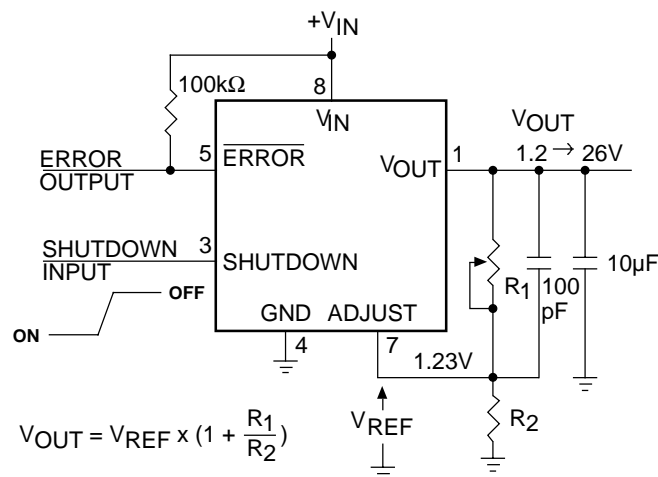 +VIN
100kΩ
8
VIN
ERROR
OUTPUT
5
ERROR
VOUT
1
VOUT
1.2 → 26V
SHUTDOWN
INPUT
3
SHUTDOWN
OFF
ON
GND
ADJUST
4
7
R1
100
pF
10µF
1.23V
VREF
R2
VOUT = VREF x (1 + R1/R2)